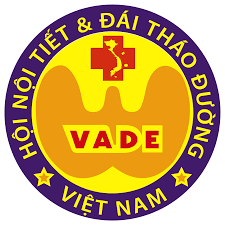 HỘI NỘI TIẾT & ĐÁI THÁO ĐƯỜNG
VADE
VIỆT NAM